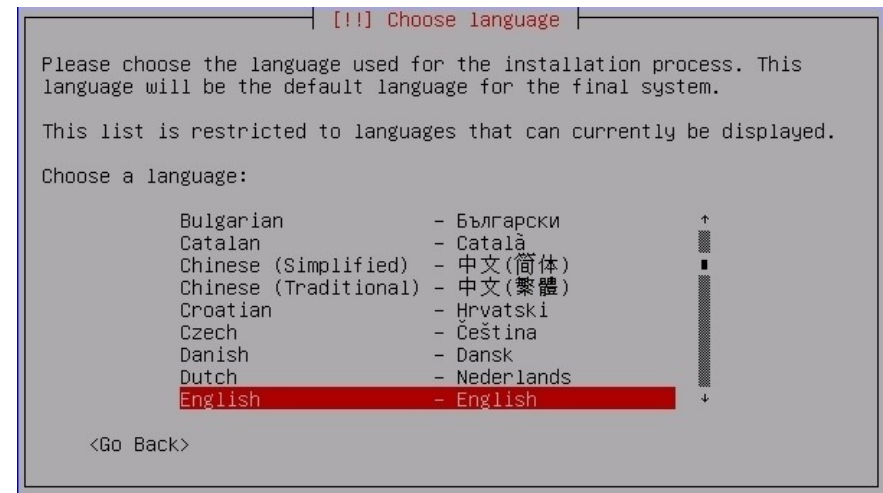 [!!] Choose language
Please choose the language used for the installation process. This
language will be the default language for the final system.
This list is restricted to languages that can currently be displayed.
Choose a language:
Bulgarian - Български
Catalan - Català
Chinese (Simplified) - 中文(简体)
Chinese (Traditional) - 中文(繁體)
Croatian - Hrvatski
Czech - Čeština
Danish - Dansk
Dutch - Nederlands
English - English
<Go Back>